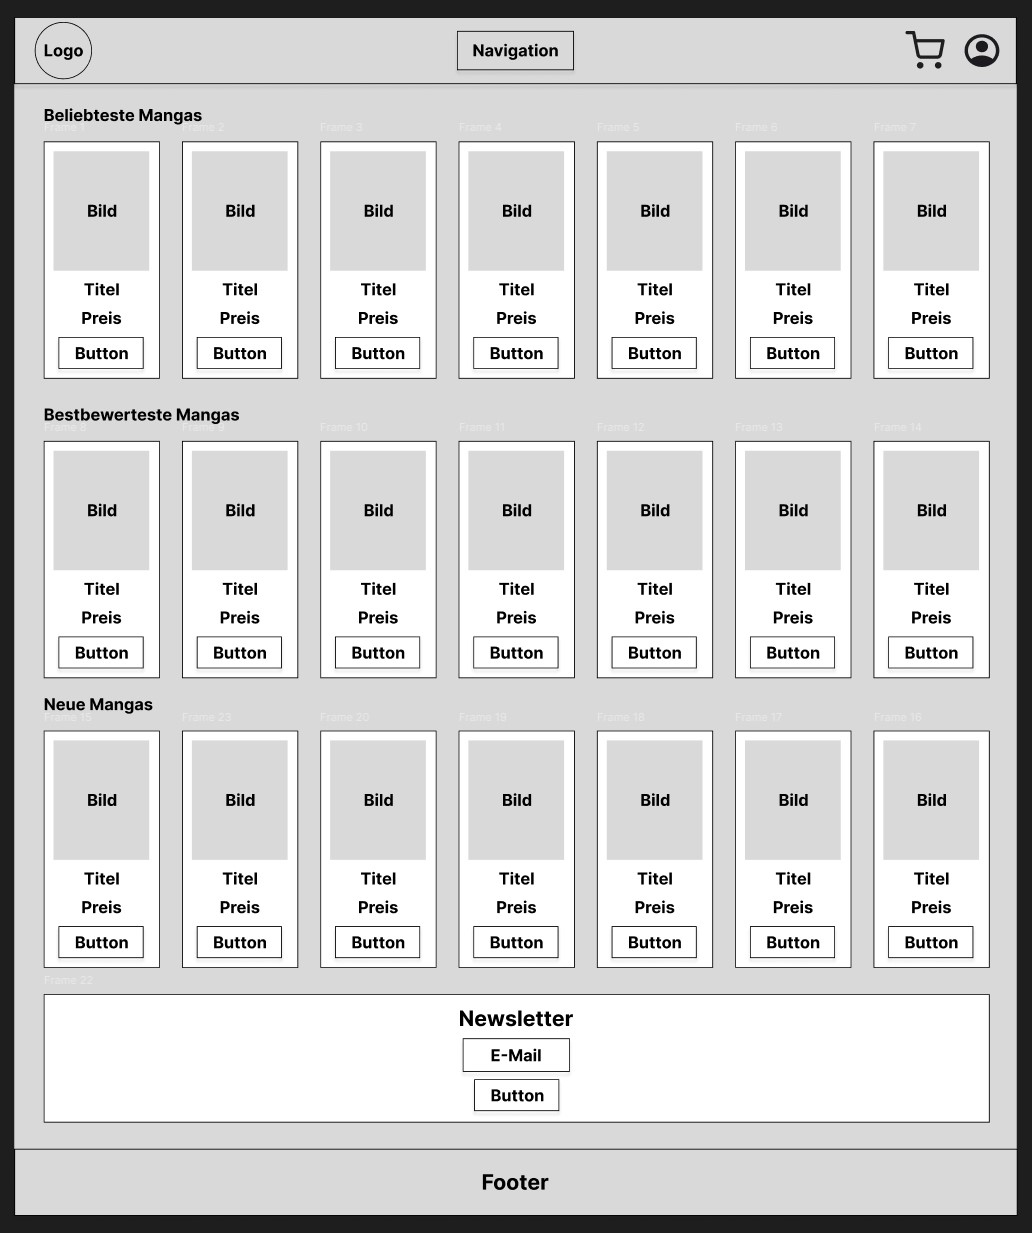 Logo
Navigation
Beliebteste Mangas
Frame 1 Frame 2 Frame 3 Frame 4 Frame 5 Frame 6 Frame 7
Bild Bild Bild Bild Bild Bild Bild
Titel Titel Titel Titel Titel Titel Titel
Preis Preis Preis Preis Preis Preis Preis
Button Button Button Button Button Button Button
Bestbewerteste Mangas
Frame 8 Frame 9 Frame 10 Frame 11 Frame 12 Frame 13 Frame 14
Bild Bild Bild Bild Bild Bild Bild
Titel Titel Titel Titel Titel Titel Titel
Preis Preis Preis Preis Preis Preis Preis
Button Button Button Button Button Button Button
Neue Mangas
Frame 15 Frame 23 Frame 20 Frame 19 Frame 18 Frame 17 Frame 16
Bild Bild Bild Bild Bild Bild Bild
Titel Titel Titel Titel Titel Titel Titel
Preis Preis Preis Preis Preis Preis Preis
Button Button Button Button Button Button Button
Frame 22
Newsletter
E-Mail
Button
Footer